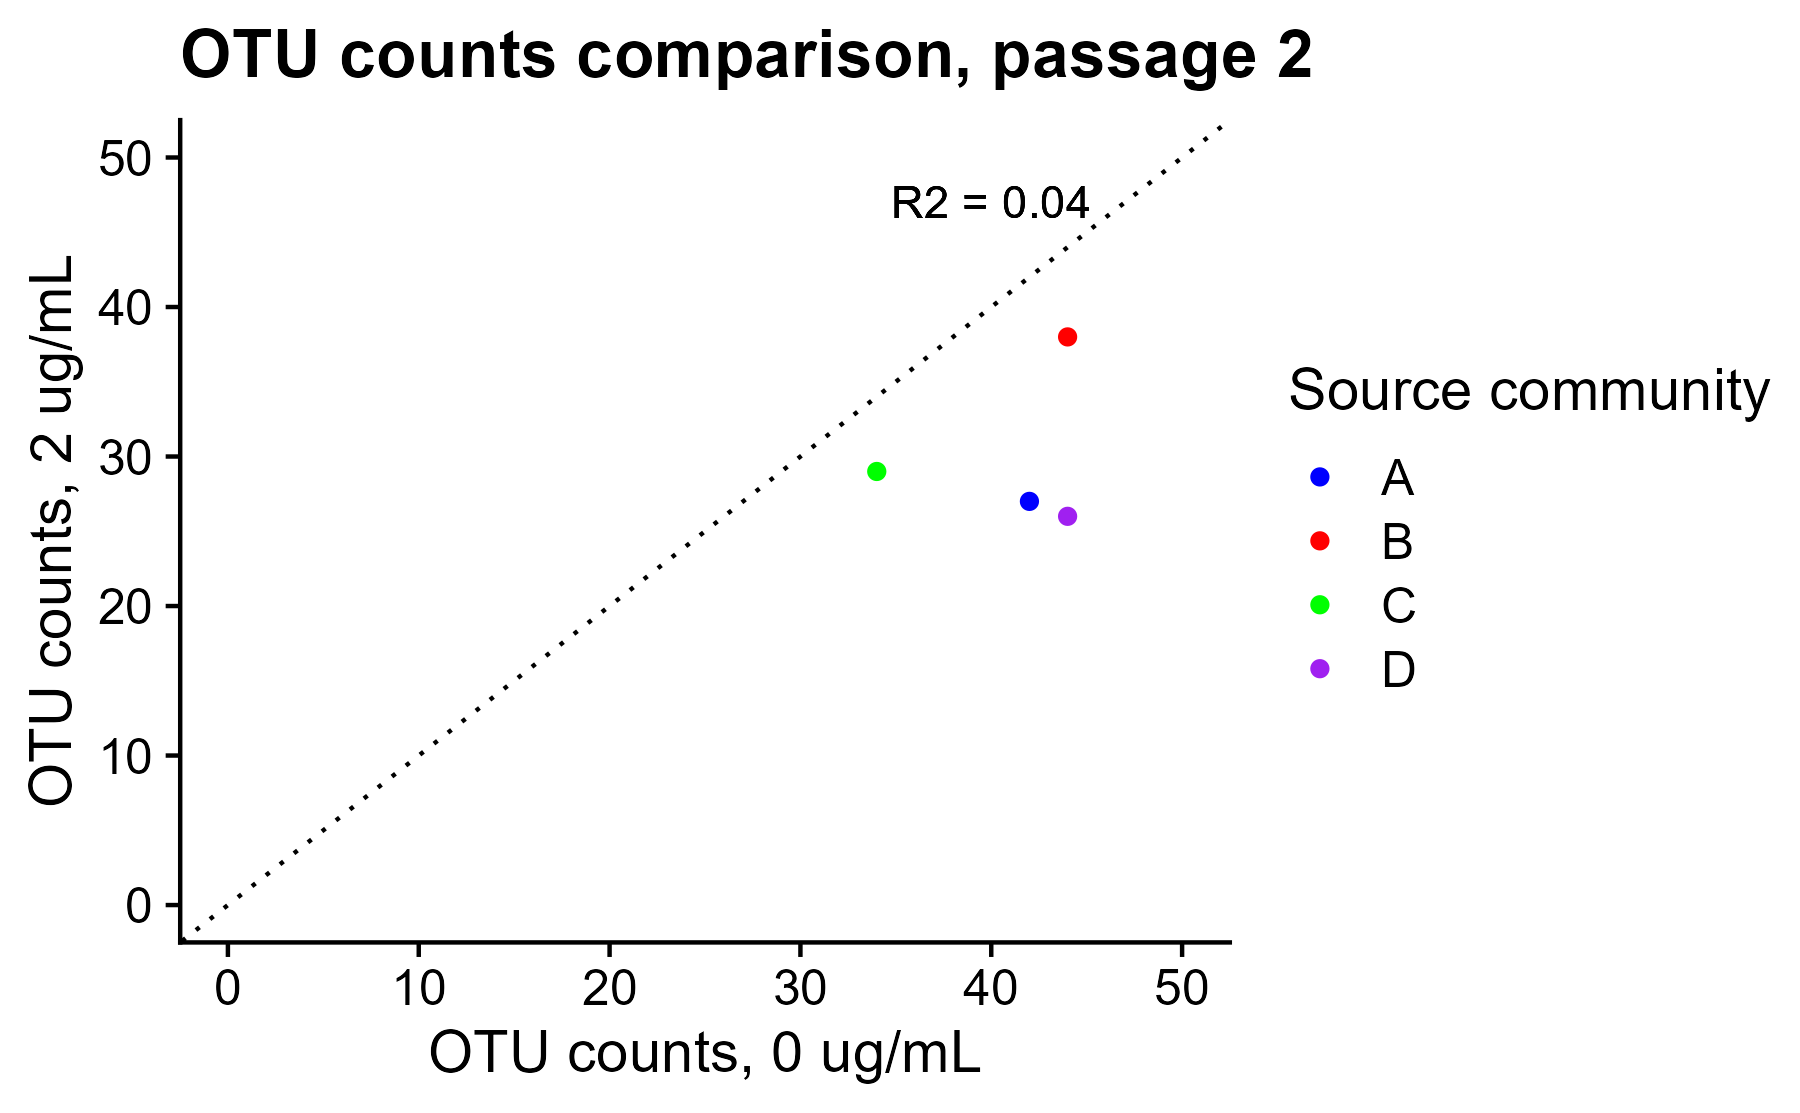 OTU counts comparison, passage 2
R2 = 0.04
OTU counts, 2 ug/mL
50
40
30
20
10
0
0 10 20 30 40 50
OTU counts, 0 ug/mL
Source community
A
B
C
D